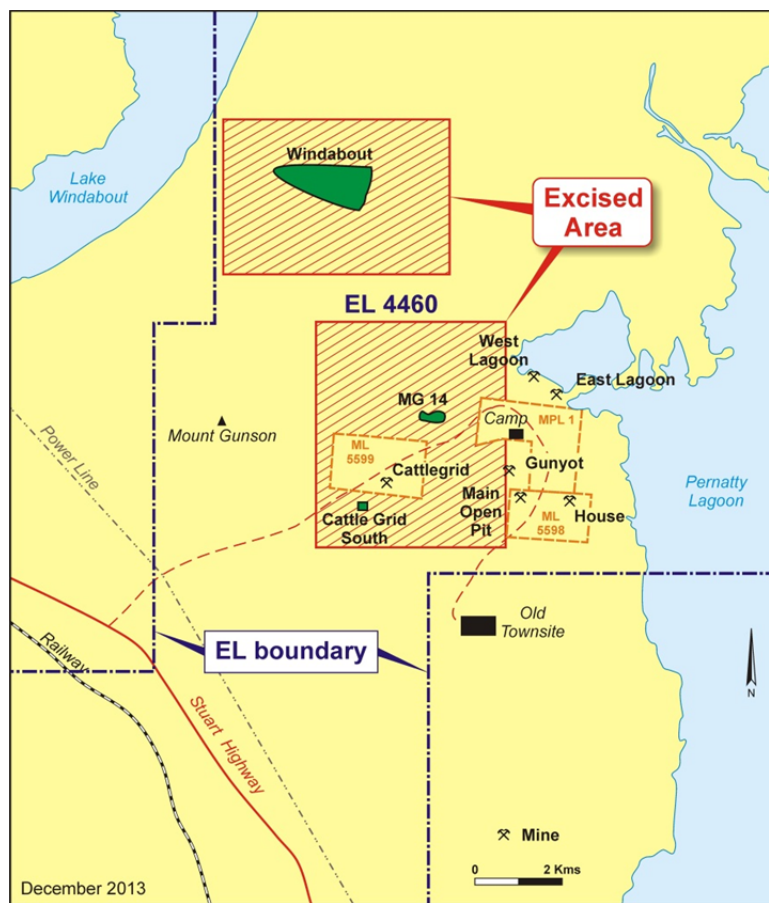 Windabout
Lake
Windabout
Excised
Area
EL 4460
West
Lagoon
East Lagoon
MG 14
Camp
MPL 1
Mount Gunson
Power Line
ML
5599
Cattlegrid
Gunyot
Pernatty
Lagoon
Main
Open
Pit
House
ML
5598
Cattle Grid
South
Old
Townsite
EL boundary
Railway
Stuart Highway
N
Mine
0 2 Kms
December 2013